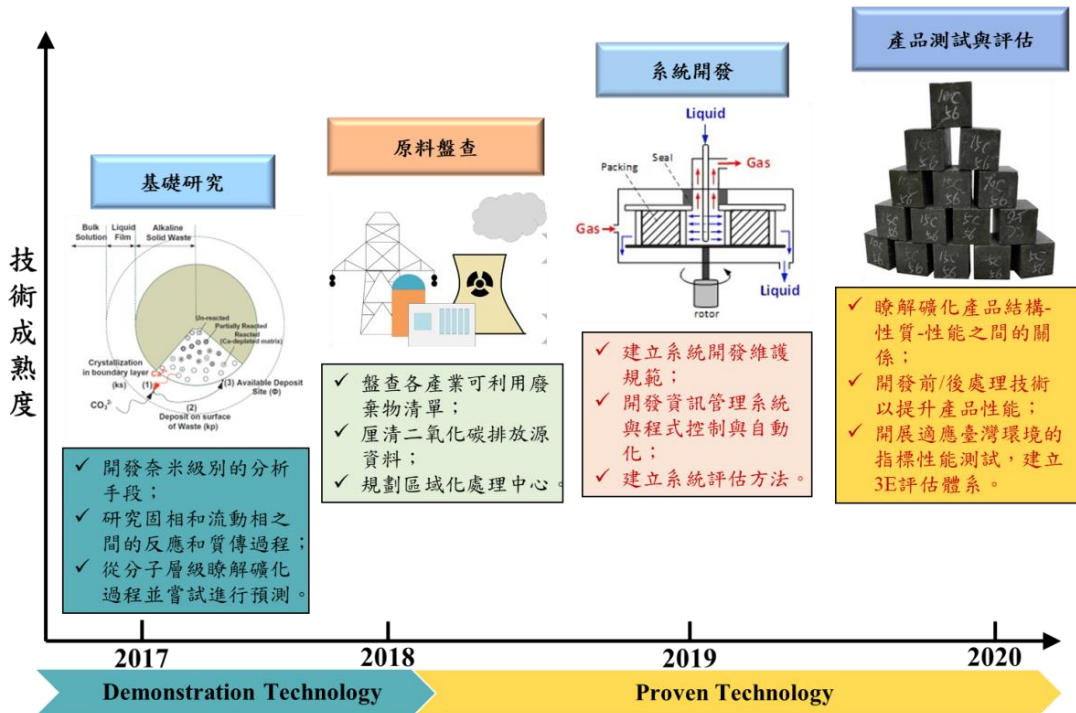 技術成熟度
基礎研究
Bulk Solution
Liquid Film
Alkaline Solid Waste
Un-reacted
Partially Reacted
Reacted
(Ca-depleted matrix)
Crystallization in boundary layer
(ks)
(1)
Ca
(3) Available Deposit Site (Φ)
CO₃²⁻
(2)
Deposit on surface of Waste (kp)
✓ 開發奈米級別的分析
手段；
✓ 研究固相和流動相之
間的反應和質傳過程；
✓ 從分子層級瞭解礦化
過程並嘗試進行預測。
原料盤查
✓ 盤查各產業可利用廢
棄物清單；
✓ 厘清二氧化碳排放源
資料；
✓ 規劃區域化處理中心。
系統開發
Liquid
Seal
Gas
Packing
Gas
Liquid
rotor
✓ 建立系統開發維護
規範；
✓ 開發資訊管理系統
與程式控制與自動
化；
✓ 建立系統評估方法。
產品測試與評估
10C
56
15C
56
15C
56
✓ 瞭解礦化產品結構-
性質-性能之間的關
係；
✓ 開發前/後處理技術
以提升產品性能；
✓ 開展適應臺灣環境的
指標性能測試，建立
3E評估體系。
2017
2018
2019
2020
Demonstration Technology
Proven Technology